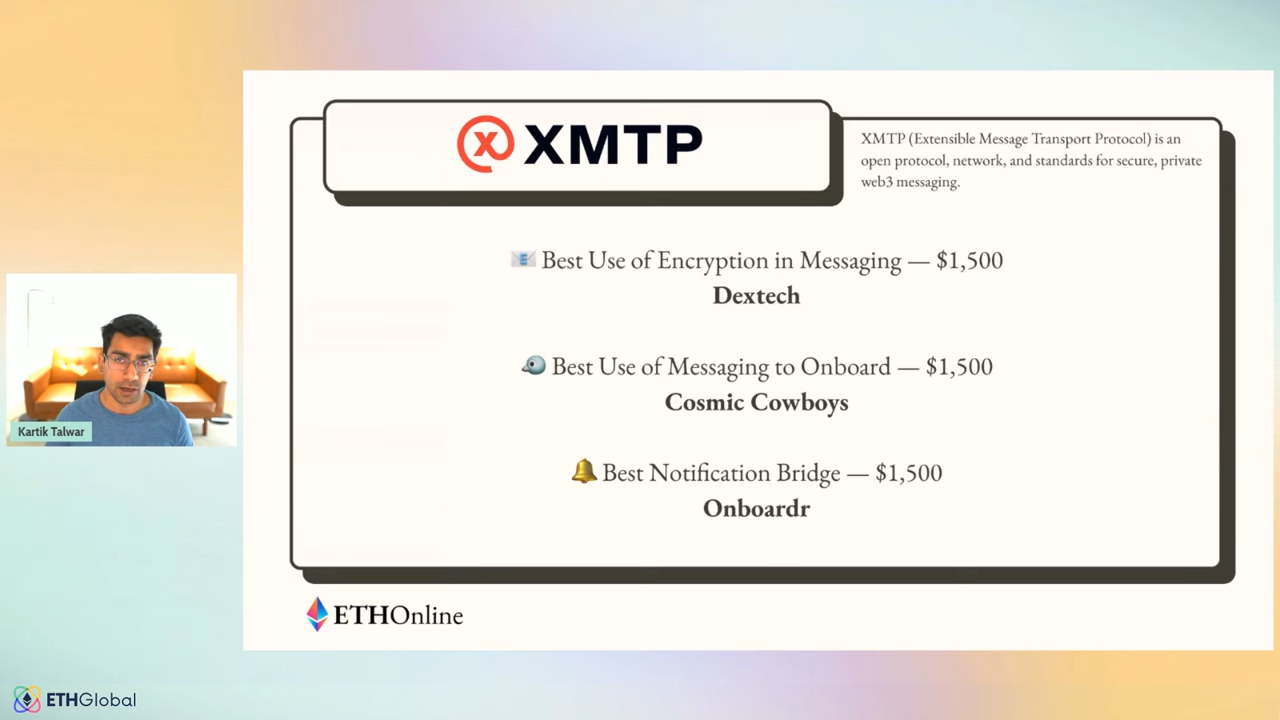 XMTP
XMTP (Extensible Message Transport Protocol) is an
open protocol, network, and standards for secure, private
web3 messaging.
📧 Best Use of Encryption in Messaging — $1,500
Dextech
Best Use of Messaging to Onboard — $1,500
Cosmic Cowboys
🔔 Best Notification Bridge — $1,500
Onboardr
Kartik Talwar
ETHOnline
ETHGlobal